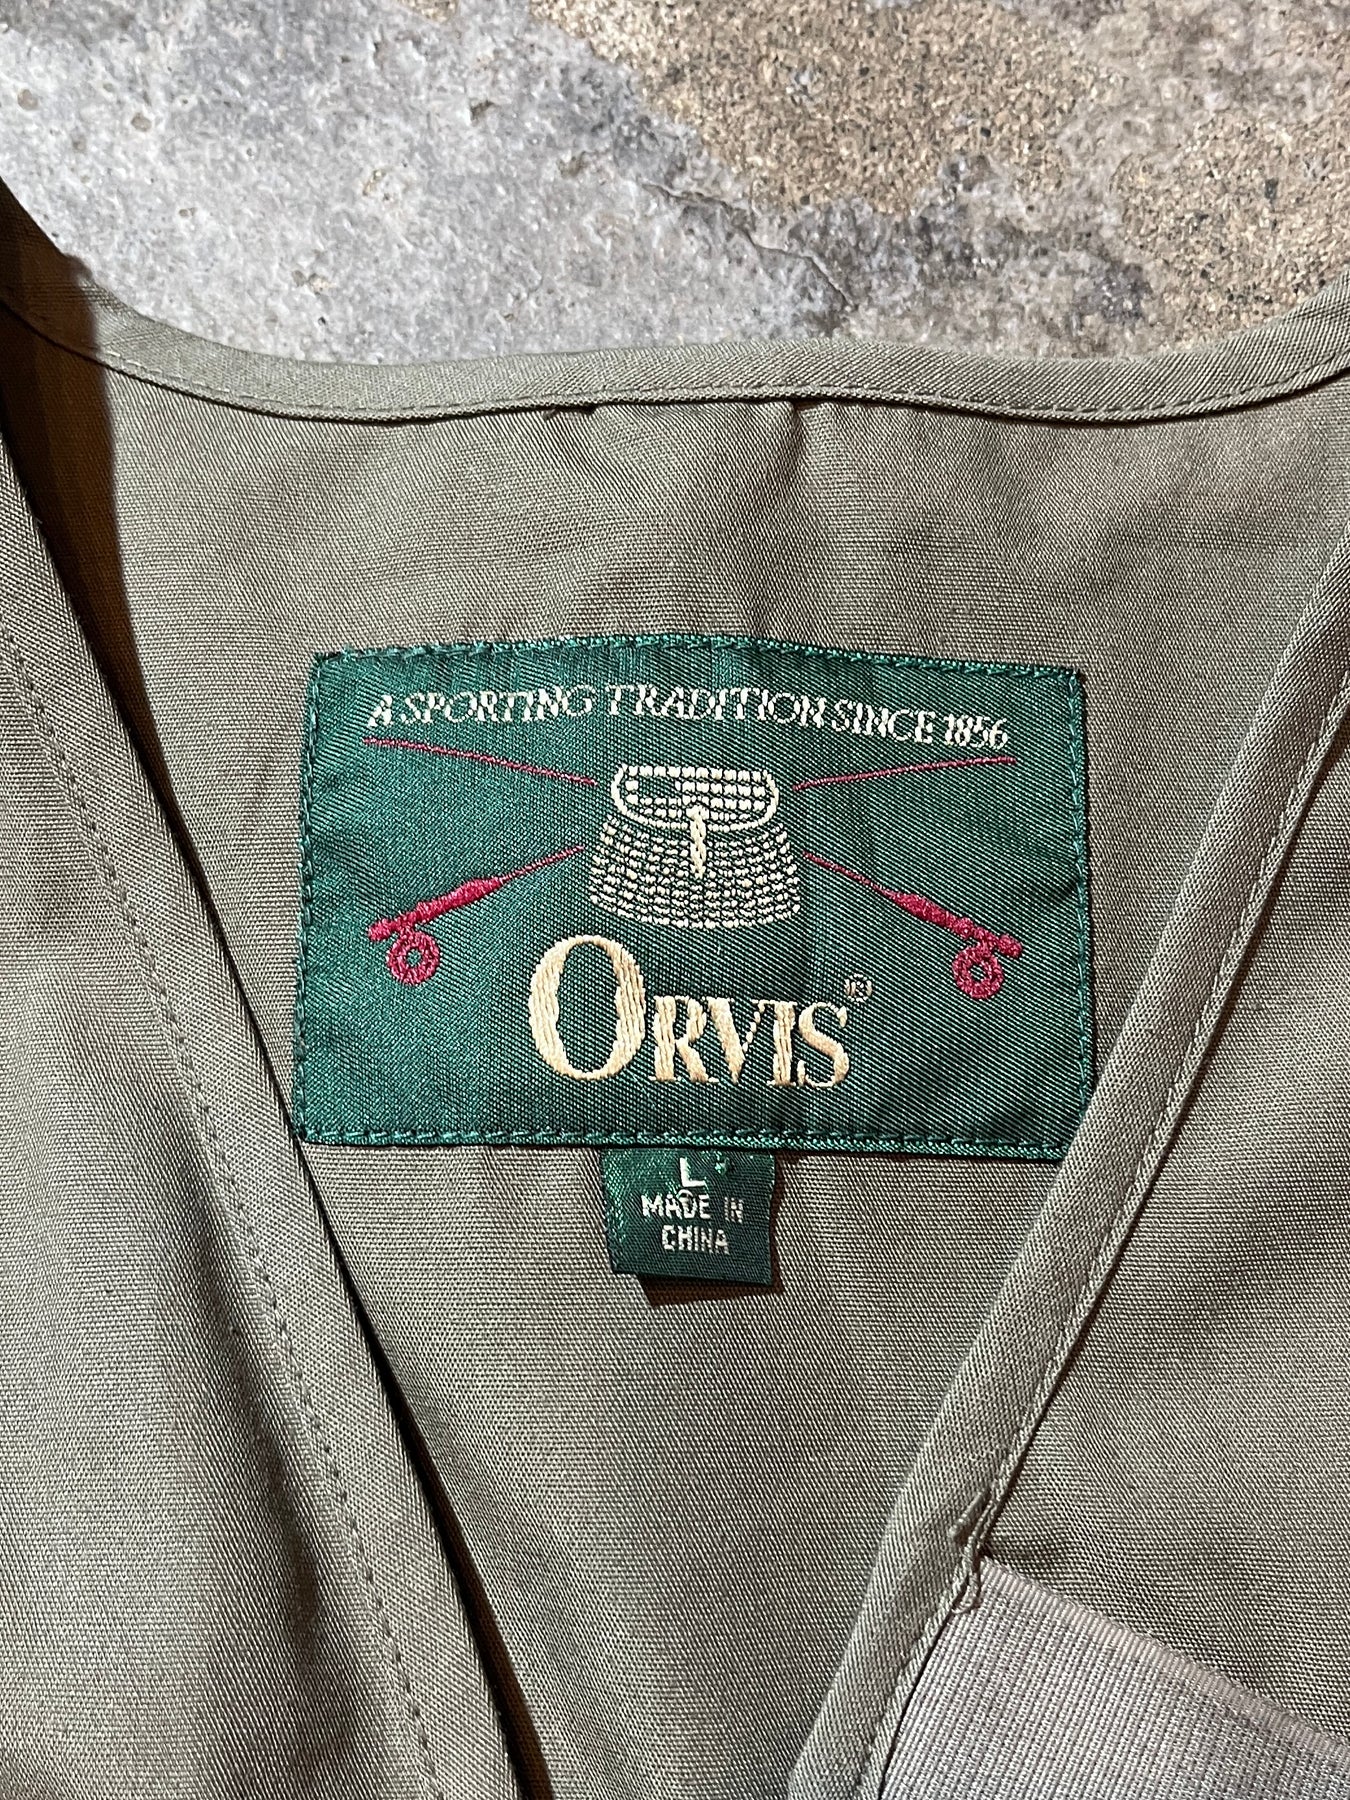 A SPORTING TRADITION SINCE 1856
ORVIS®
L
MADE IN
CHINA